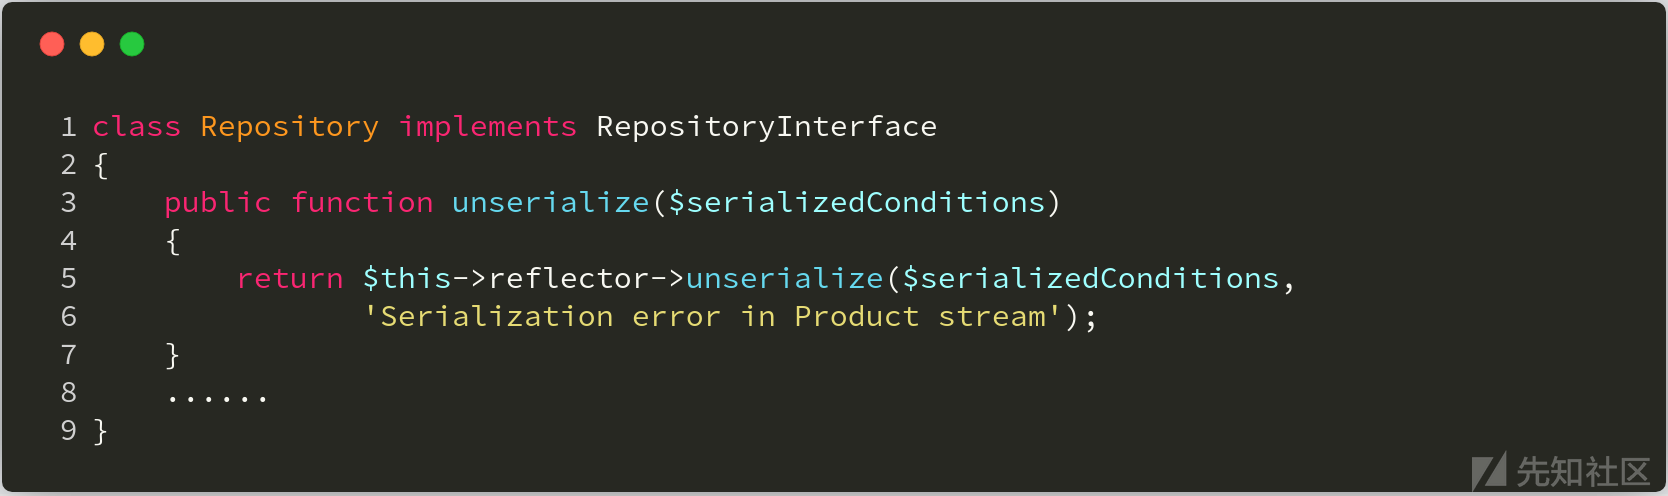 1 class Repository implements RepositoryInterface
2 {
3     public function unserialize($serializedConditions)
4     {
5         return $this->reflector->unserialize($serializedConditions,
6                'Serialization error in Product stream');
7     }
8     ......
9 }
先知社区